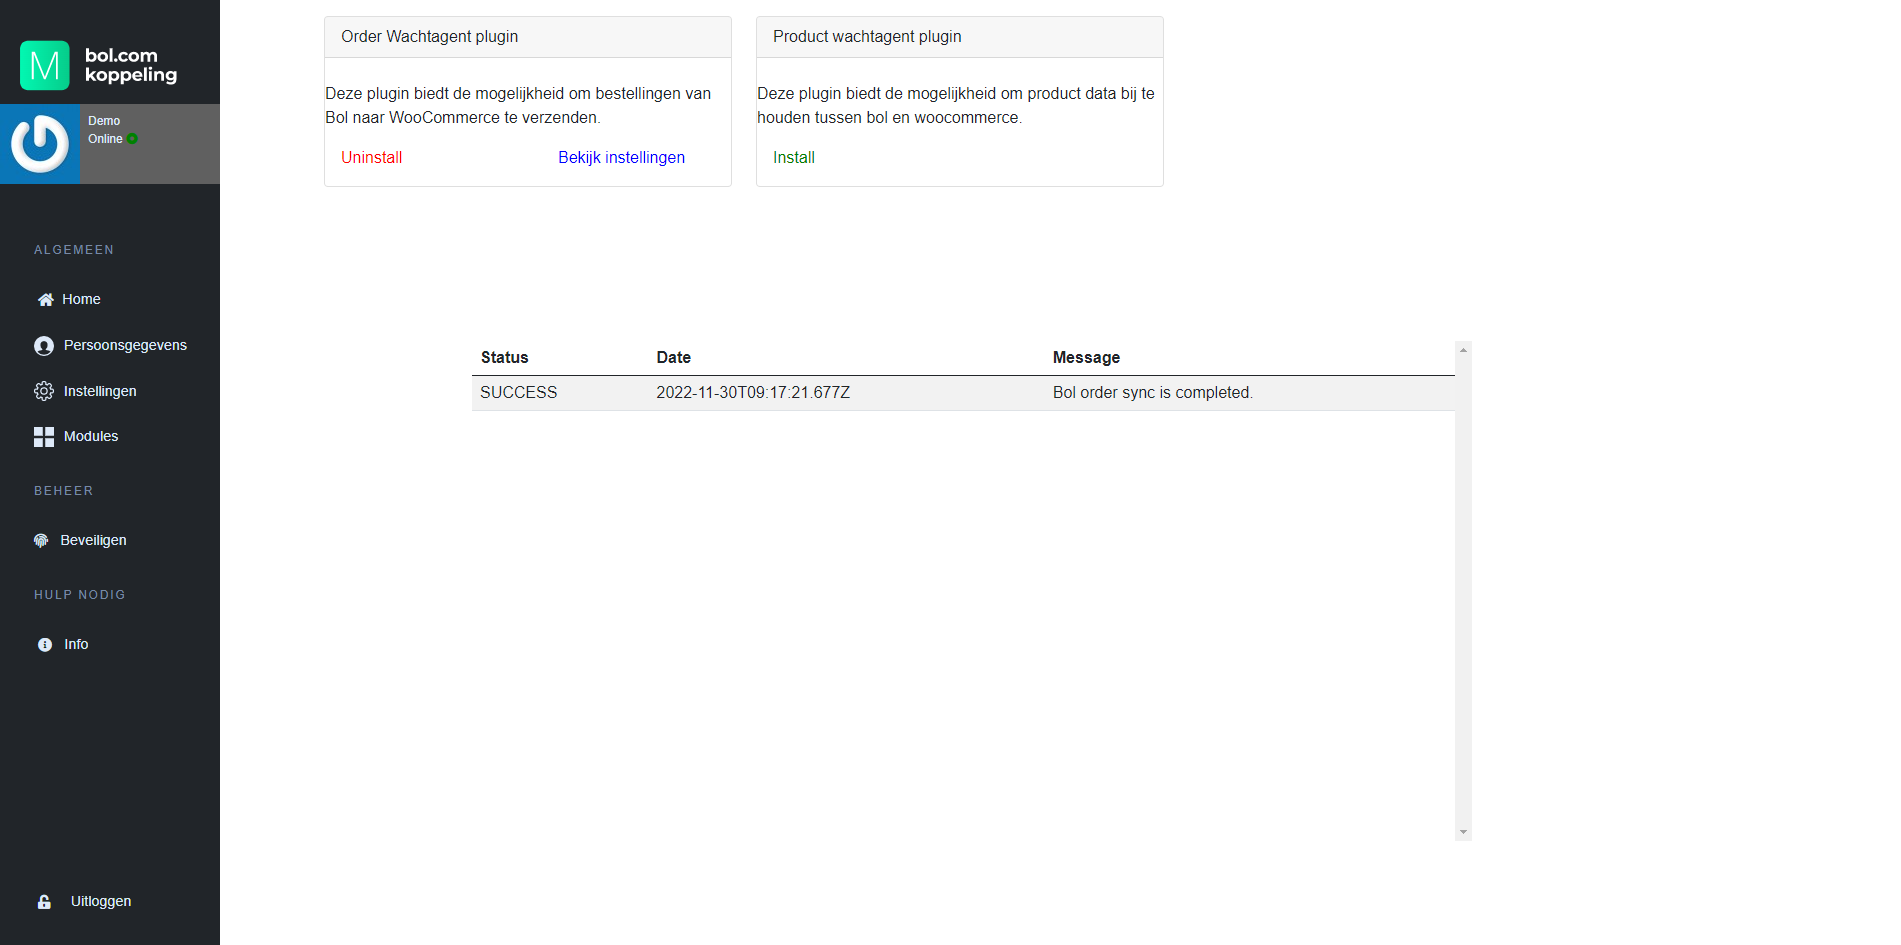 M
bol.com
koppeling
Demo
Online
ALGEMEEN
Home
Persoonsgegevens
Instellingen
Modules
BEHEER
Beveiligen
HULP NODIG
Info
Uitloggen
Order Wachtagent plugin
Deze plugin biedt de mogelijkheid om bestellingen van
Bol naar WooCommerce te verzenden.
Uninstall Bekijk instellingen
Product wachtagent plugin
Deze plugin biedt de mogelijkheid om product data bij te
houden tussen bol en woocommerce.
Install
Status Date Message
SUCCESS 2022-11-30T09:17:21.677Z Bol order sync is completed.